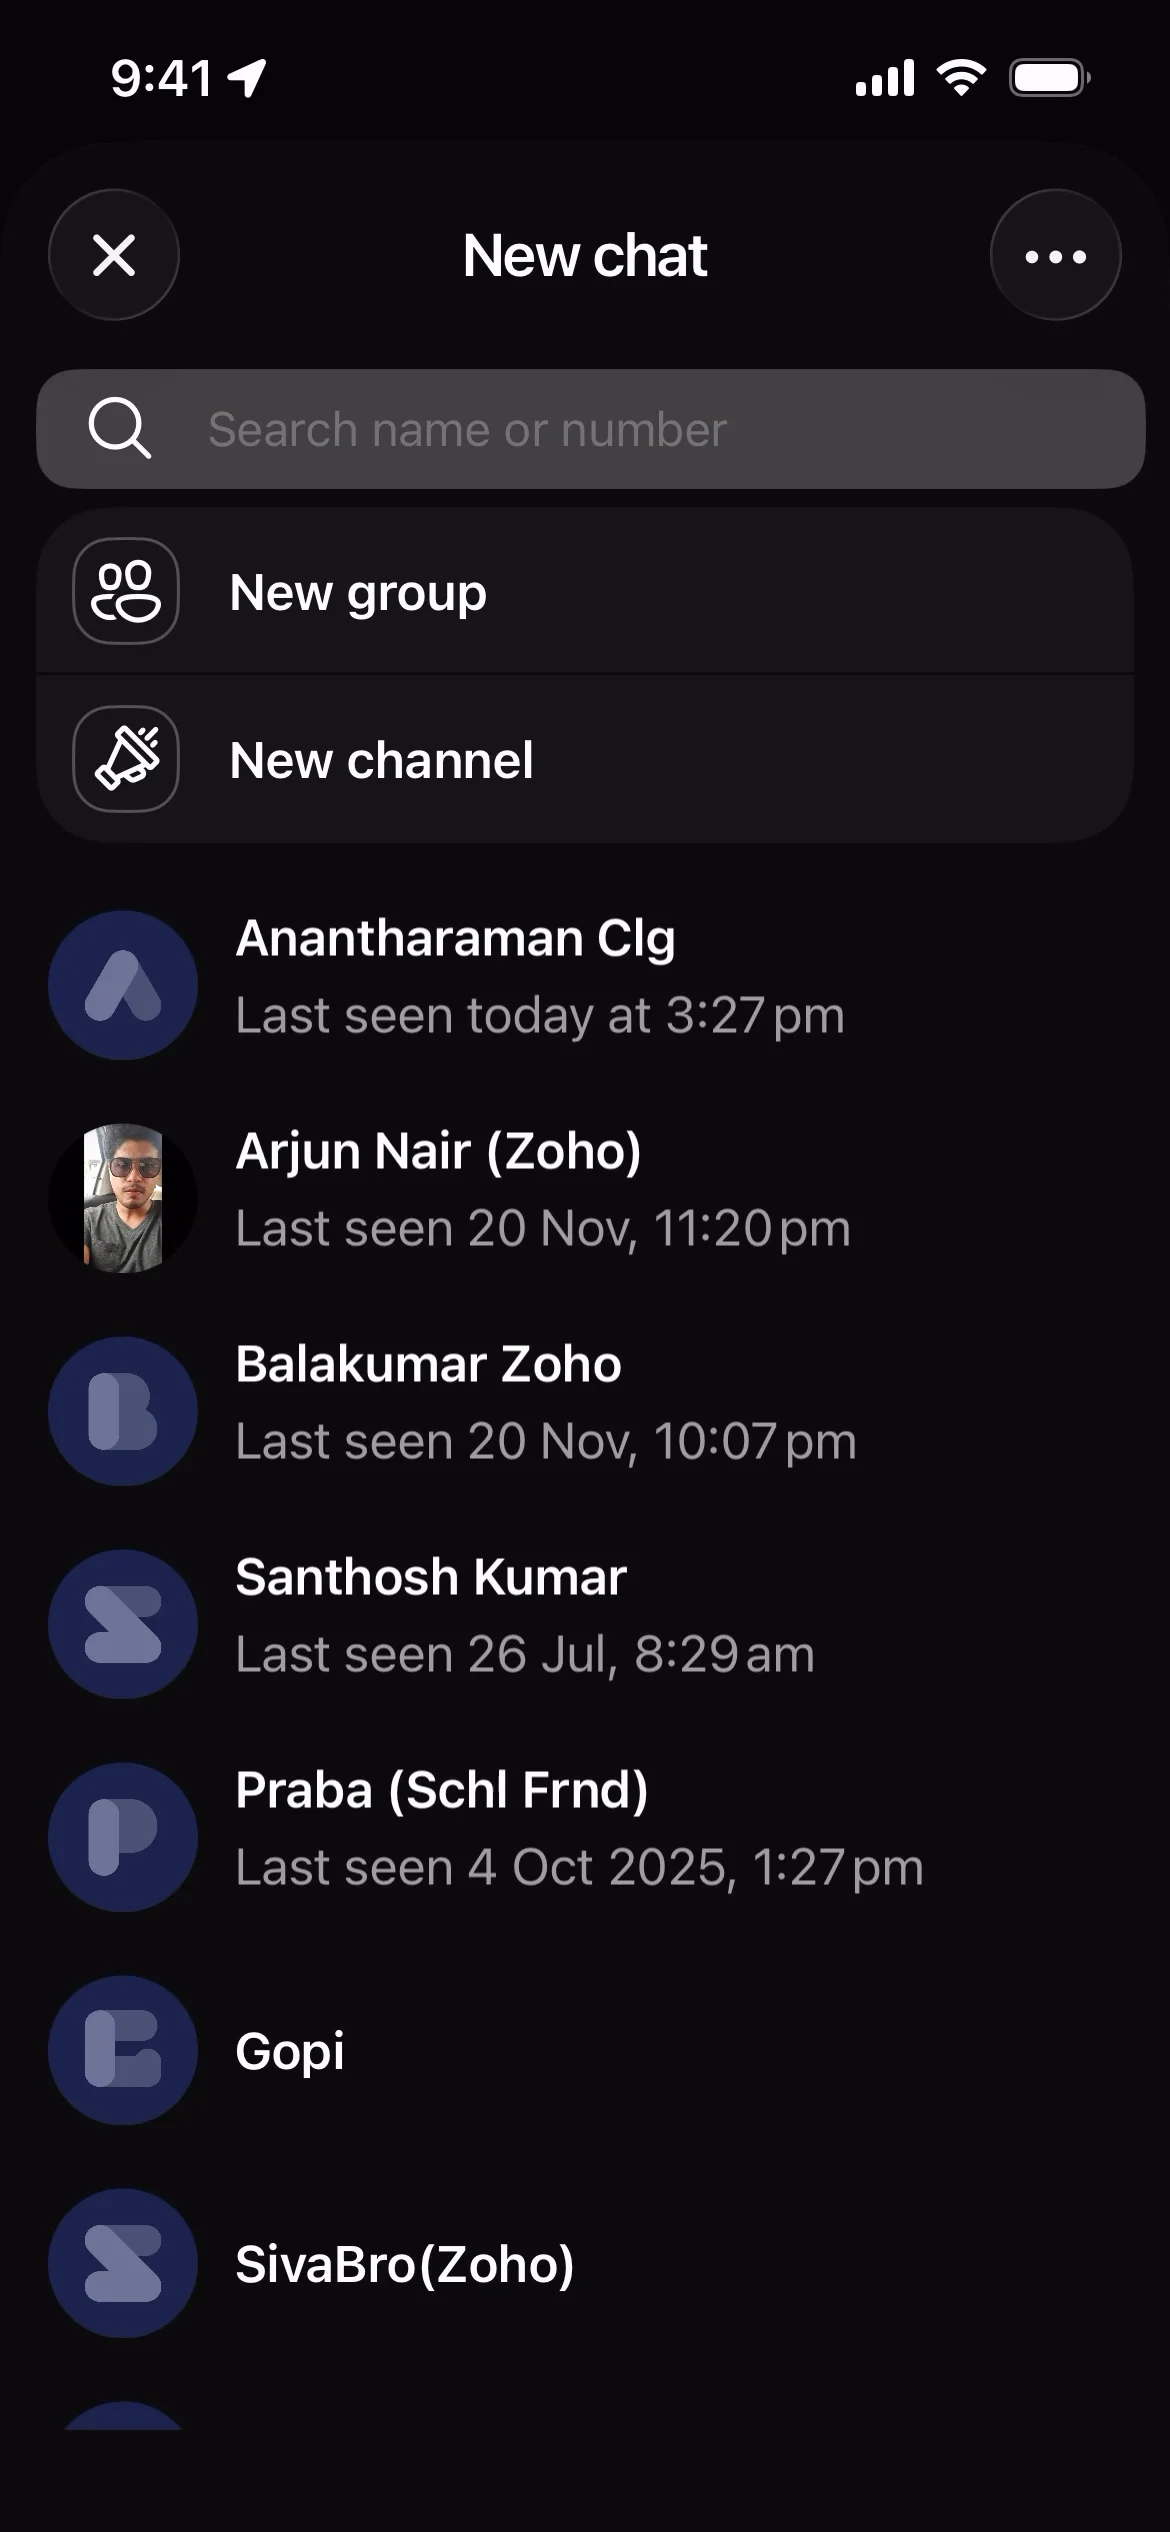 9:41
New chat
Search name or number
New group
New channel
Anantharaman Clg
Last seen today at 3:27 pm
Arjun Nair (Zoho)
Last seen 20 Nov, 11:20 pm
Balakumar Zoho
Last seen 20 Nov, 10:07 pm
Santhosh Kumar
Last seen 26 Jul, 8:29 am
Praba (Schl Frnd)
Last seen 4 Oct 2025, 1:27 pm
Gopi
SivaBro(Zoho)